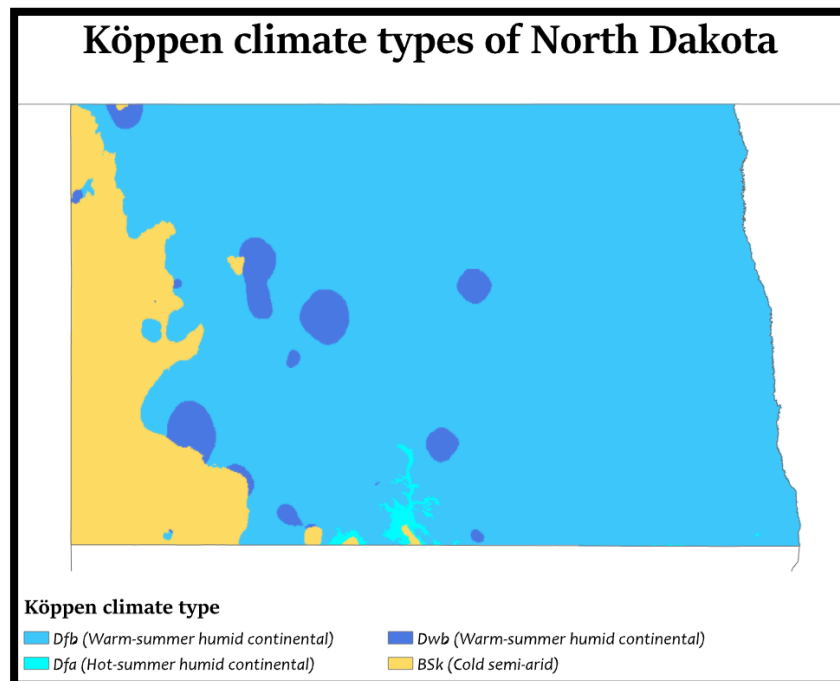 Köppen climate types of North Dakota
Köppen climate type
Dfb (Warm-summer humid continental)
Dwb (Warm-summer humid continental)
Dfa (Hot-summer humid continental)
BSk (Cold semi-arid)